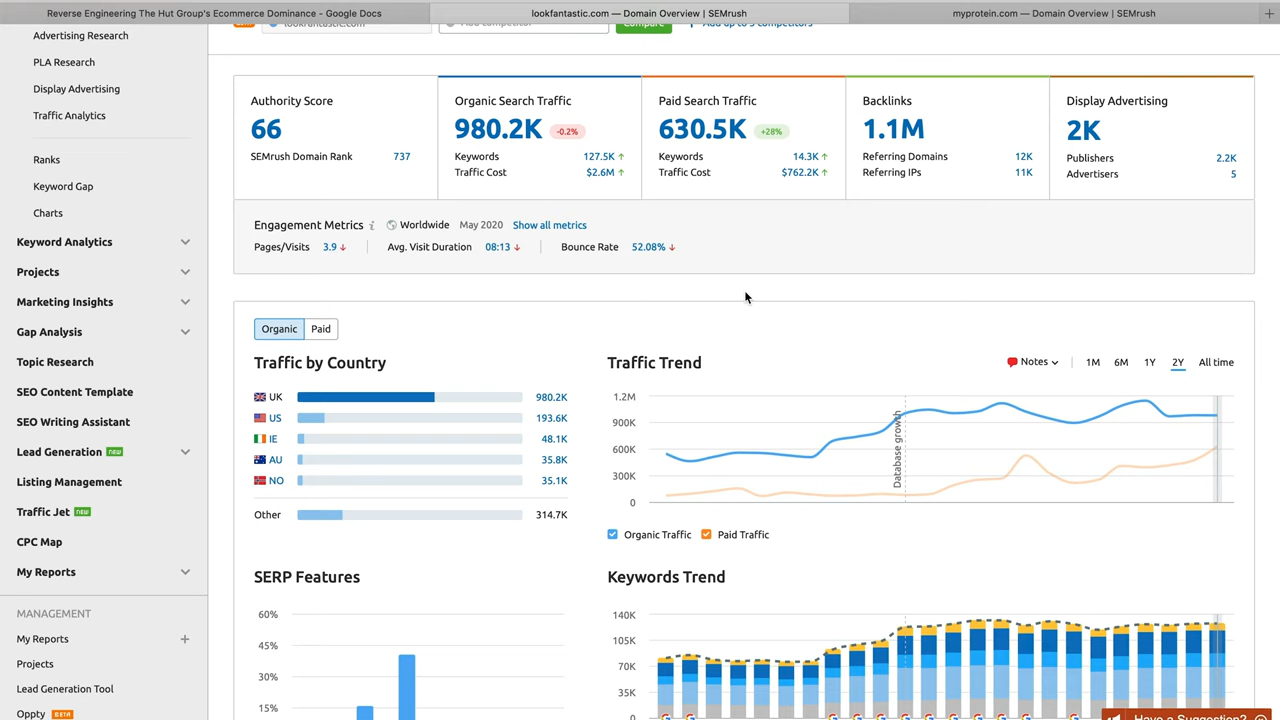 Reverse Engineering The Hut Group's Ecommerce Dominance - Google Docs
lookfantastic.com — Domain Overview | SEMrush
myprotein.com — Domain Overview | SEMrush
Advertising Research
PLA Research
Display Advertising
Traffic Analytics
Ranks
Keyword Gap
Charts
Keyword Analytics
Projects
Marketing Insights
Gap Analysis
Topic Research
SEO Content Template
SEO Writing Assistant
Lead Generation NEW
Listing Management
Traffic Jet NEW
CPC Map
My Reports
MANAGEMENT
My Reports
Projects
Lead Generation Tool
Oppty BETA
Authority Score
66
SEMrush Domain Rank 737
Organic Search Traffic
980.2K -0.2%
Keywords 127.5K ↑
Traffic Cost $2.6M ↑
Paid Search Traffic
630.5K +28%
Keywords 14.3K ↑
Traffic Cost $762.2K ↑
Backlinks
1.1M
Referring Domains 12K
Referring IPs 11K
Display Advertising
2K
Publishers 2.2K
Advertisers 5
Engagement Metrics i Worldwide May 2020 Show all metrics
Pages/Visits 3.9 ↓ Avg. Visit Duration 08:13 ↓ Bounce Rate 52.08% ↓
Organic Paid
Traffic by Country
UK 980.2K
US 193.6K
IE 48.1K
AU 35.8K
NO 35.1K
Other 314.7K
Traffic Trend
Notes 1M 6M 1Y 2Y All time
1.2M
900K
600K
300K
0
Database growth
Organic Traffic Paid Traffic
SERP Features
60%
45%
30%
15%
Keywords Trend
140K
105K
70K
35K
0
Have a Suggestion?